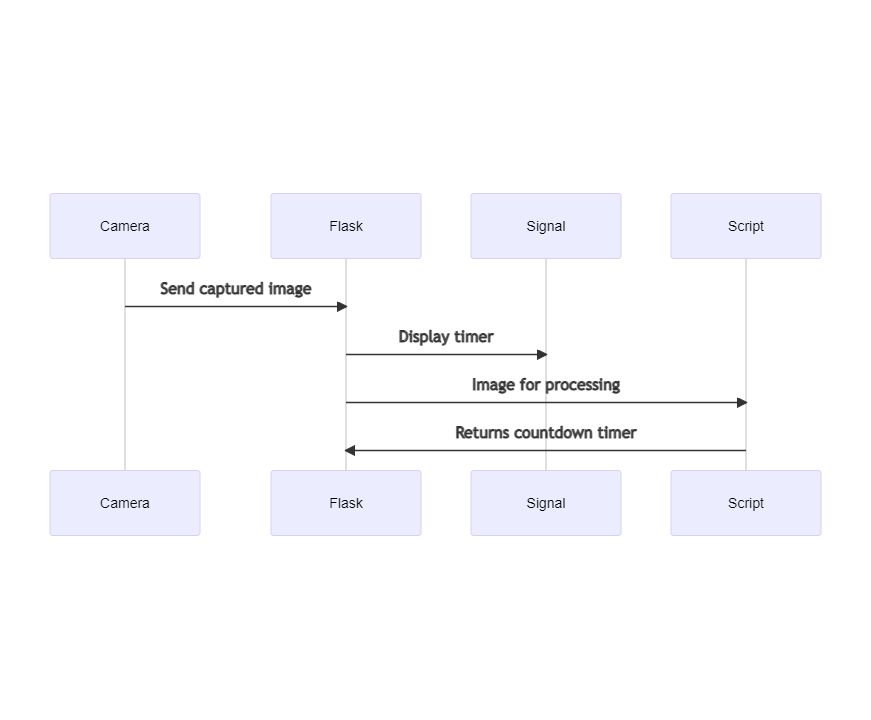 Camera
Flask
Signal
Script
Send captured image
Display timer
Image for processing
Returns countdown timer
Camera
Flask
Signal
Script